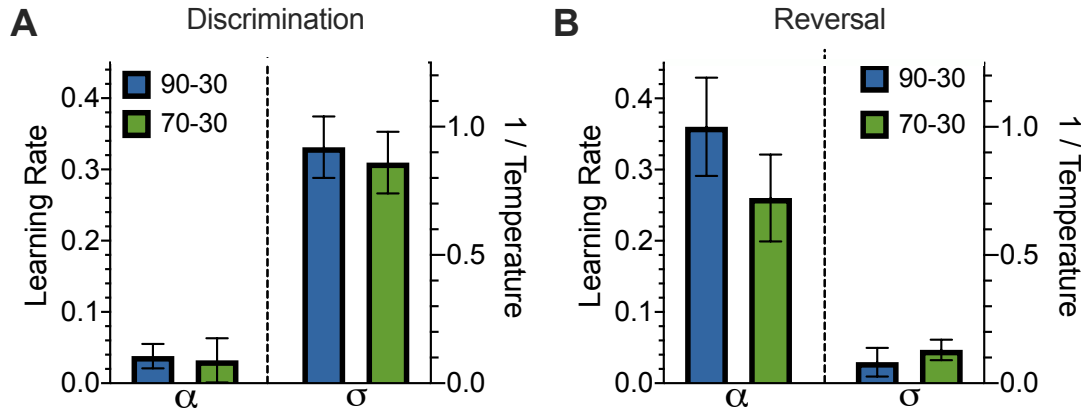 A
Discrimination
Learning Rate
0.4
0.3
0.2
0.1
0.0
90-30
70-30
α
σ
1.0
0.5
0.0
1 / Temperature
B
Reversal
Learning Rate
0.4
0.3
0.2
0.1
0.0
90-30
70-30
α
σ
1.0
0.5
0.0
1 / Temperature